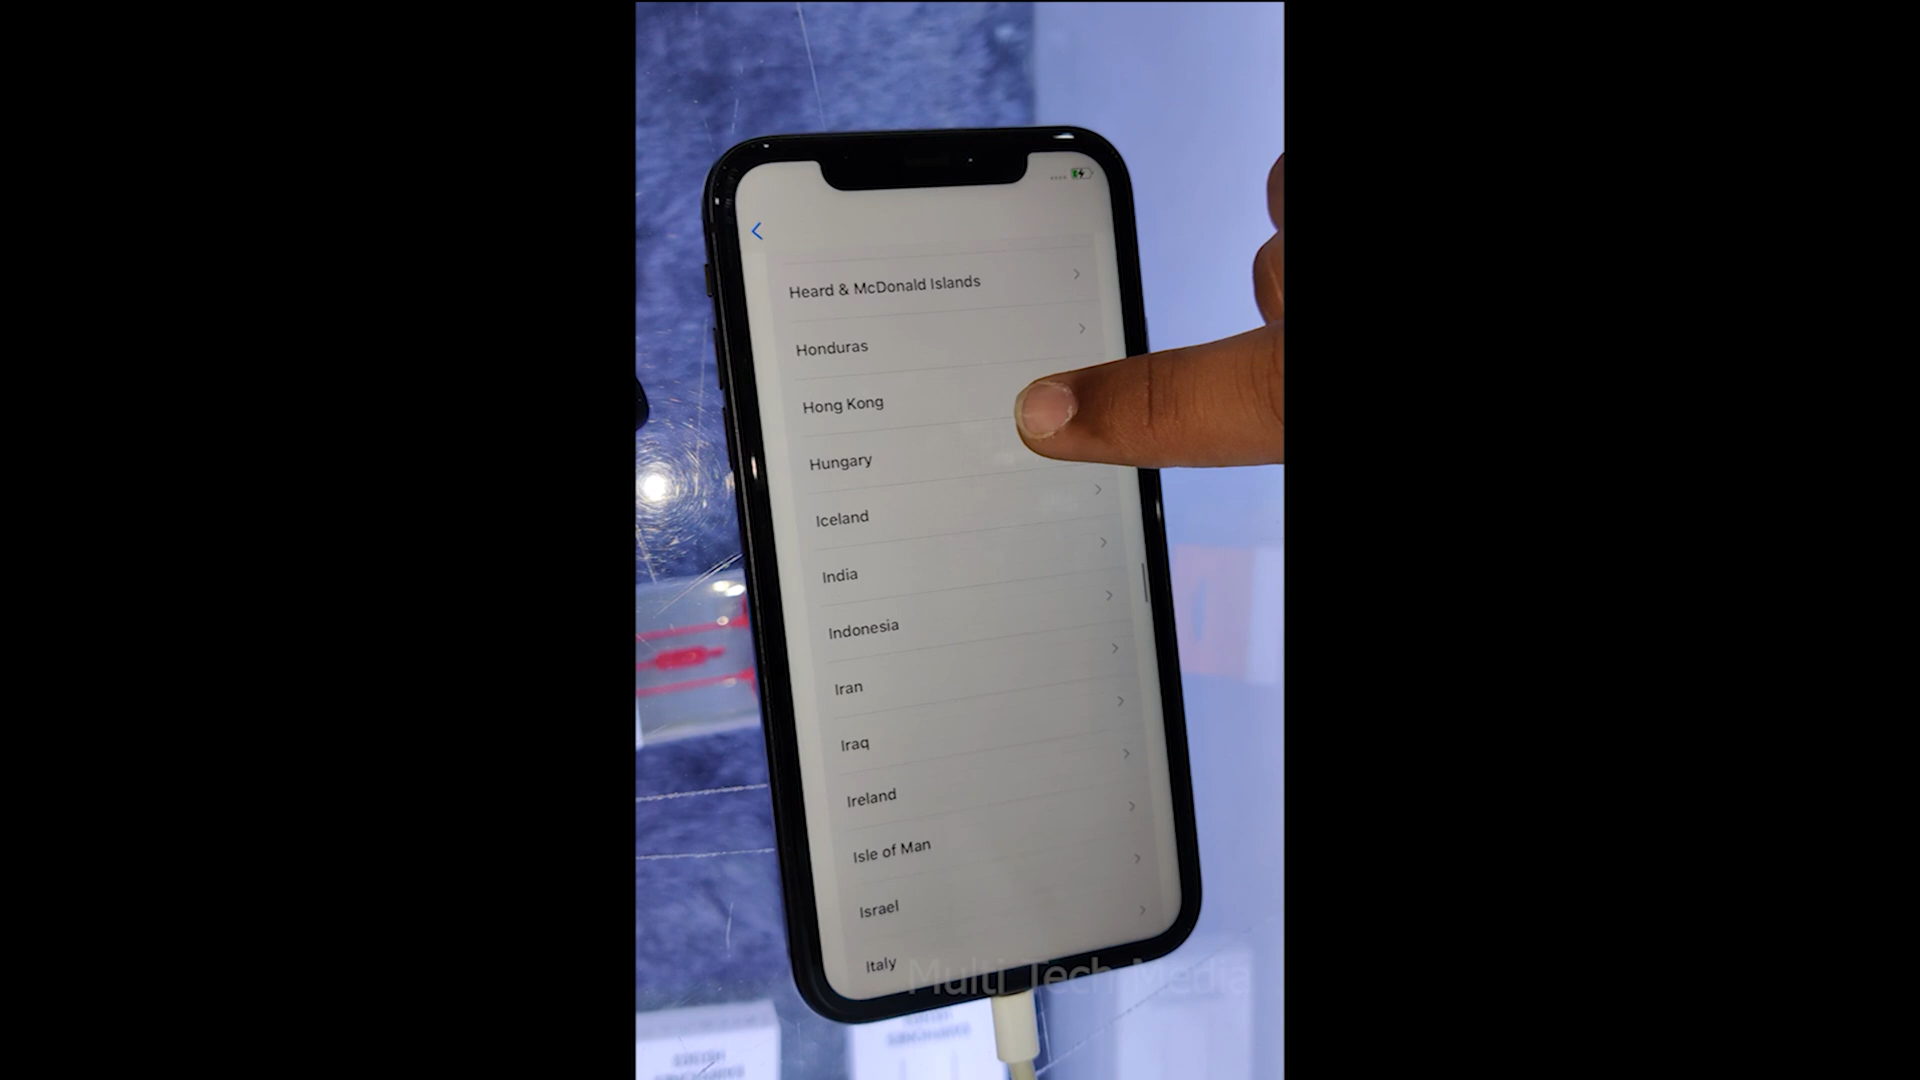 Heard & McDonald Islands
Honduras
Hong Kong
Hungary
Iceland
India
Indonesia
Iran
Iraq
Ireland
Isle of Man
Israel
Italy
Multi Tech Media